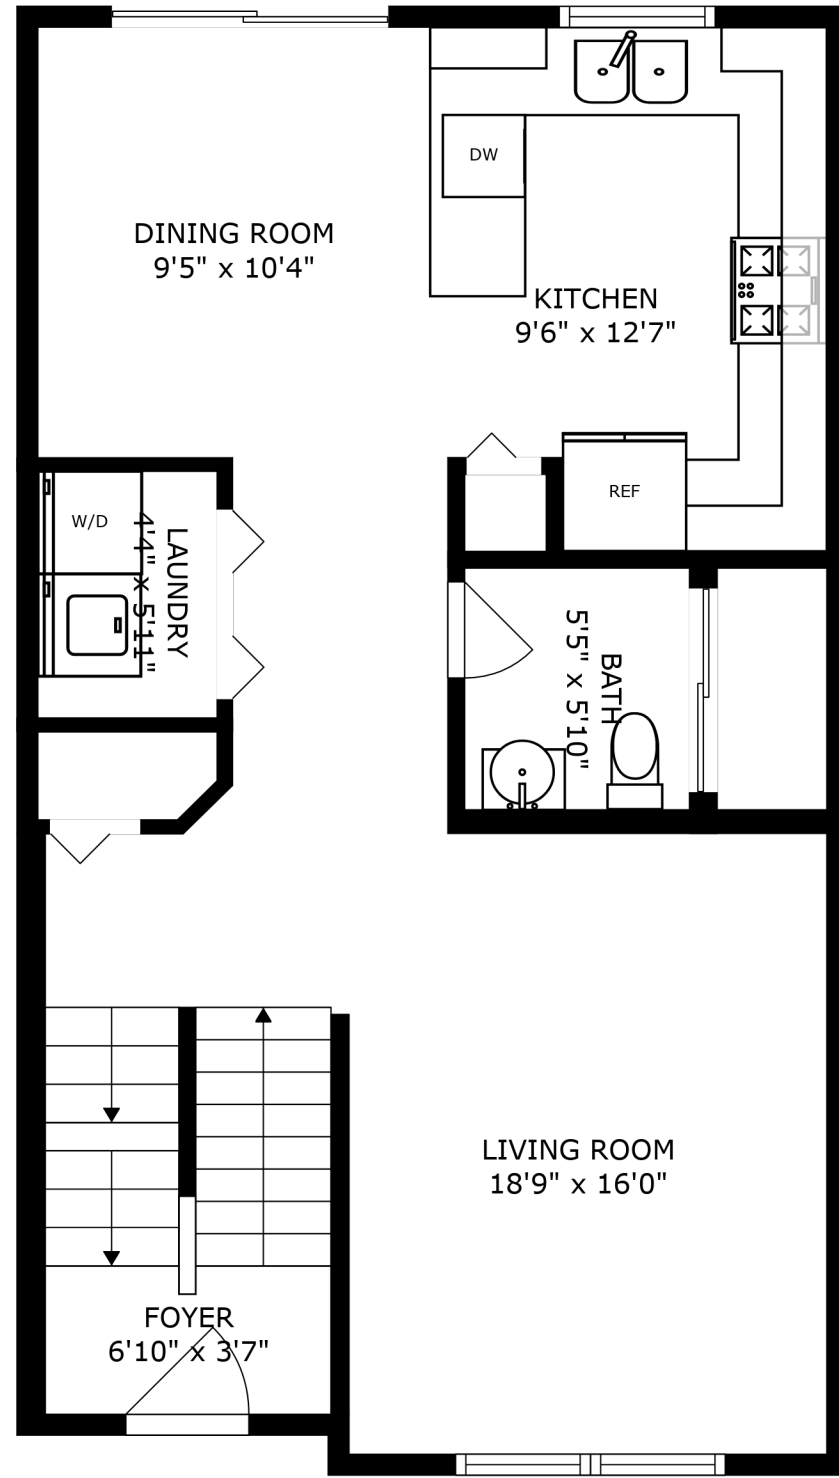 DW
DINING ROOM
9'5" x 10'4"
KITCHEN
9'6" x 12'7"
REF
W/D
LAUNDRY
4'4" x 5'11"
BATH
5'5" x 5'10"
LIVING ROOM
18'9" x 16'0"
FOYER
6'10" x 3'7"